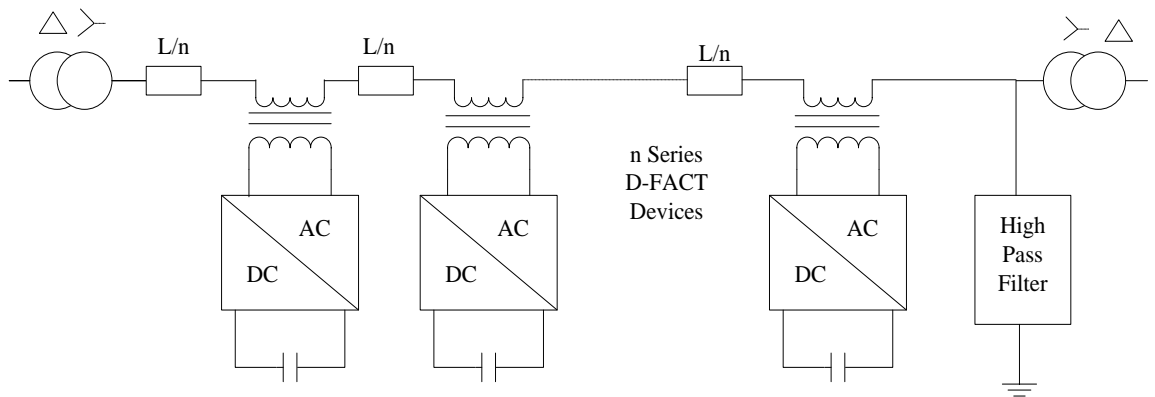 L/n
L/n
L/n
n Series
D-FACT
Devices
AC
DC
AC
DC
AC
DC
High
Pass
Filter